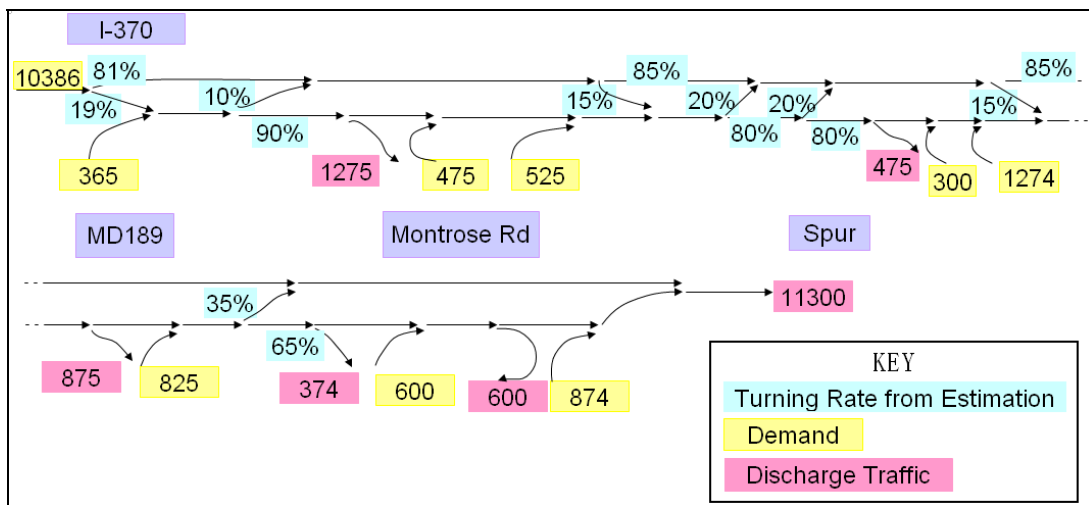 I-370
10386 81% 85% 85%
19% 10% 15% 20% 20% 15%
90% 80% 80%
365 1275 475 525 475 300 1274
MD189 Montrose Rd Spur
35% 11300
65%
875 825 374 600 600 874
KEY
Turning Rate from Estimation
Demand
Discharge Traffic